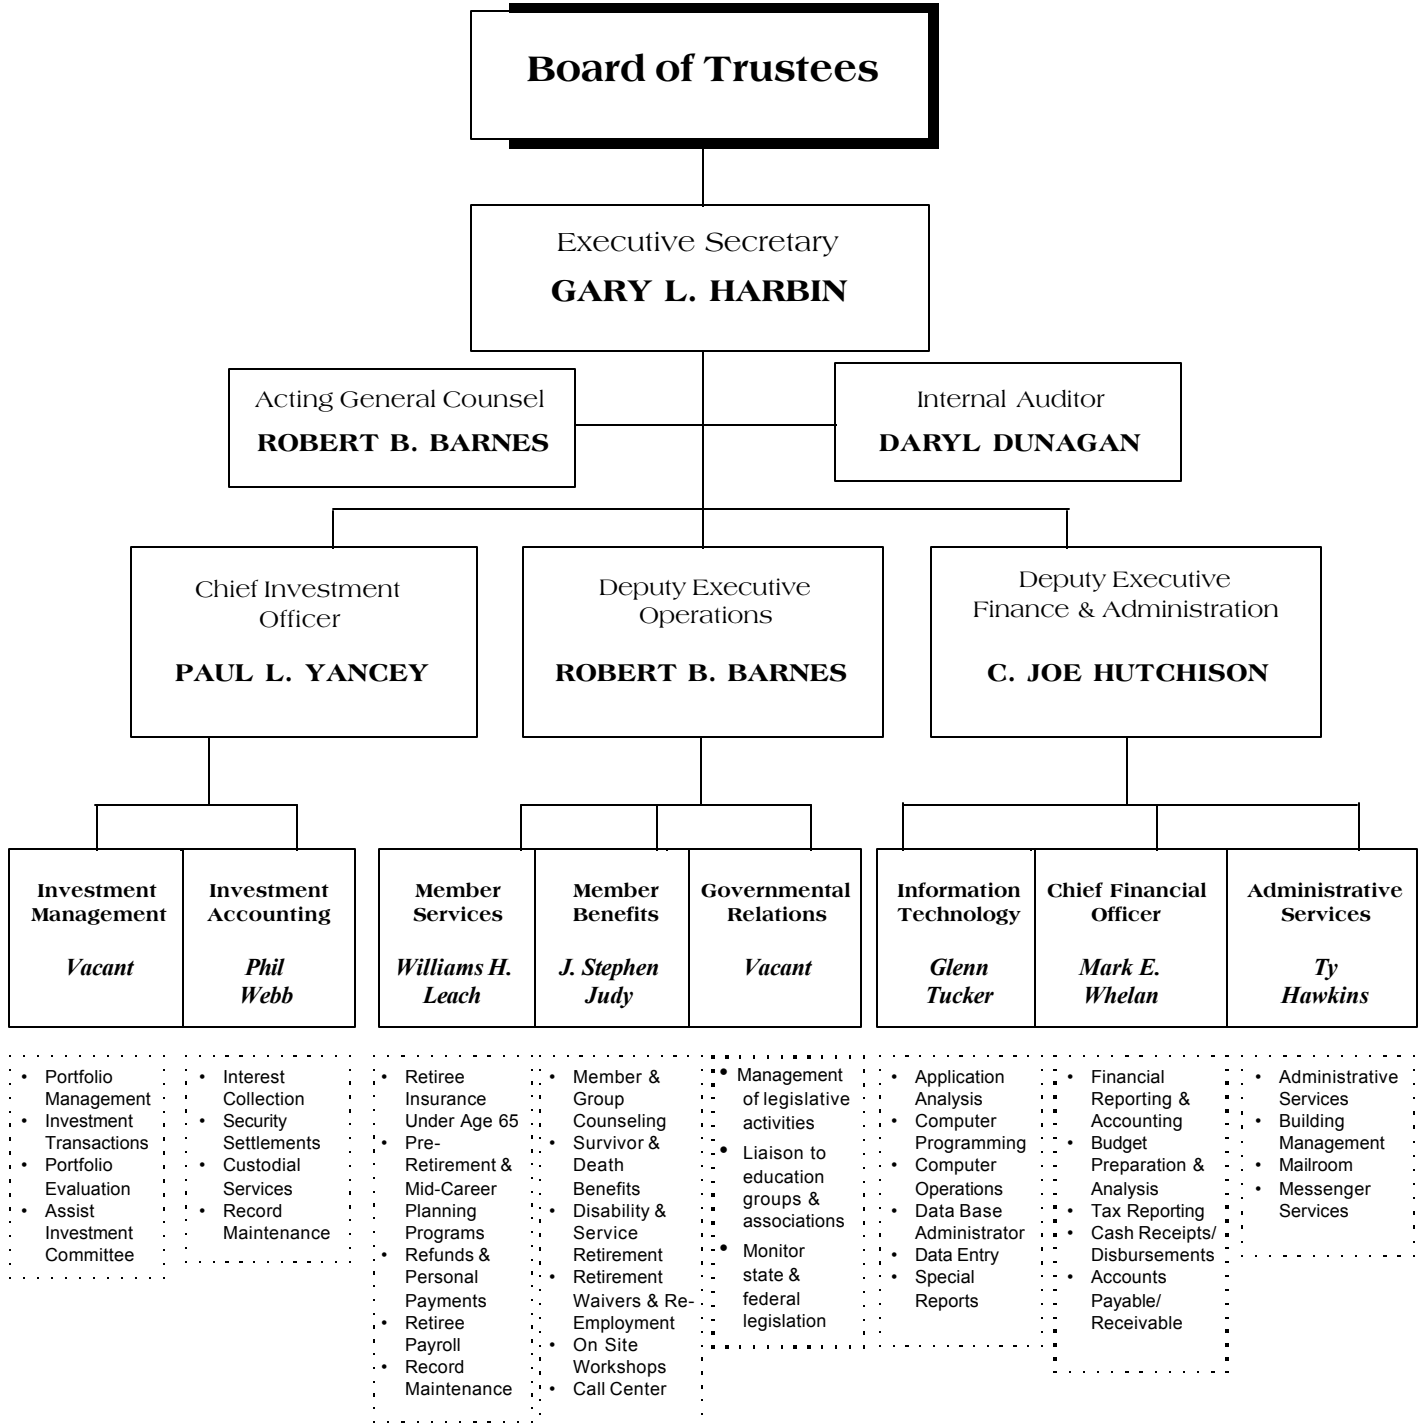 Board of Trustees
Executive Secretary
GARY L. HARBIN
Acting General Counsel
ROBERT B. BARNES
Internal Auditor
DARYL DUNAGAN
Chief Investment
Officer
PAUL L. YANCEY
Deputy Executive
Operations
ROBERT B. BARNES
Deputy Executive
Finance & Administration
C. JOE HUTCHISON
Investment
Management
Vacant
Investment
Accounting
Phil
Webb
Member
Services
Williams H.
Leach
Member
Benefits
J. Stephen
Judy
Governmental
Relations
Vacant
Information
Technology
Glenn
Tucker
Chief Financial
Officer
Mark E.
Whelan
Administrative
Services
Ty
Hawkins
• Portfolio
Management
• Investment
Transactions
• Portfolio
Evaluation
• Assist
Investment
Committee
• Interest
Collection
• Security
Settlements
• Custodial
Services
• Record
Maintenance
• Retiree
Insurance
Under Age 65
• Pre-
Retirement &
Mid-Career
Planning
Programs
• Refunds &
Personal
Payments
• Retiree
Payroll
• Record
Maintenance
• Member &
Group
Counseling
• Survivor &
Death
Benefits
• Disability &
Service
Retirement
• Retirement
Waivers & Re-
Employment
• On Site
Workshops
• Call Center
• Management
of legislative
activities
• Liaison to
education
groups &
associations
• Monitor
state &
federal
legislation
• Application
Analysis
• Computer
Programming
• Computer
Operations
• Data Base
Administrator
• Data Entry
• Special
Reports
• Financial
Reporting &
Accounting
• Budget
Preparation &
Analysis
• Tax Reporting
• Cash Receipts/
Disbursements
• Accounts
Payable/
Receivable
• Administrative
Services
• Building
Management
• Mailroom
• Messenger
Services